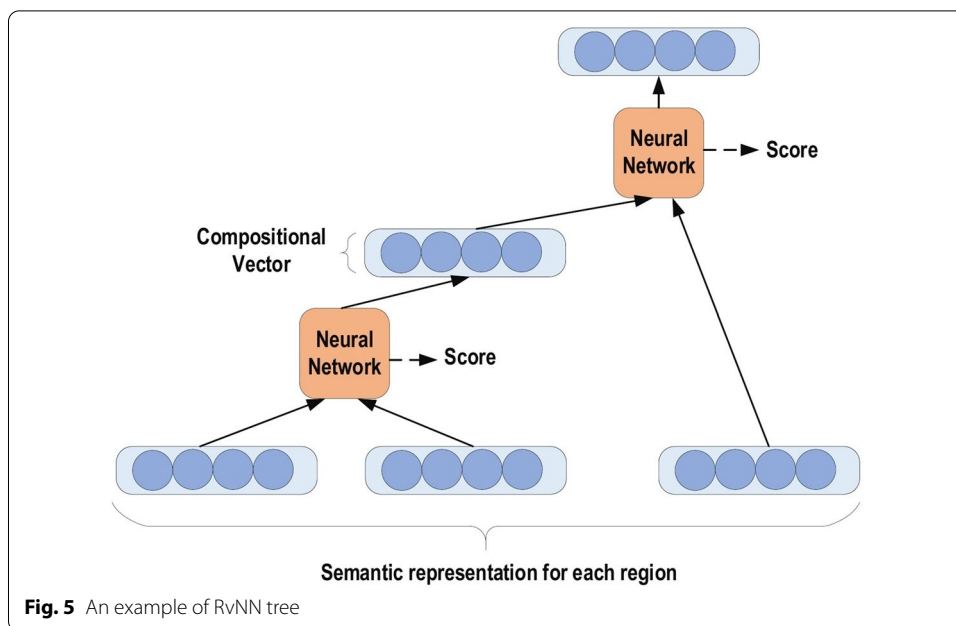 Neural
Network
Score
Compositional
Vector
Neural
Network
Score
Semantic representation for each region
Fig. 5 An example of RvNN tree